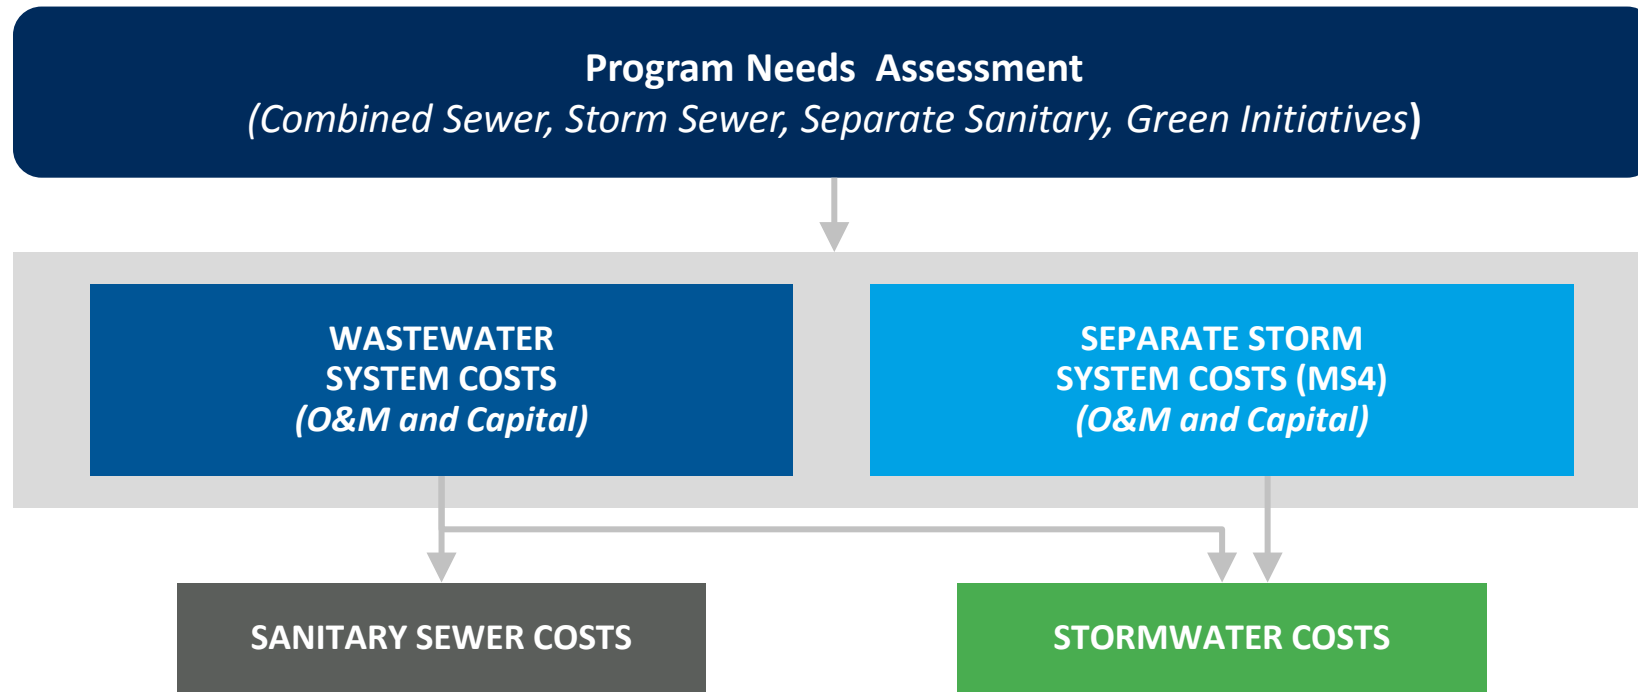 Program Needs  Assessment
(Combined Sewer, Storm Sewer, Separate Sanitary, Green Initiatives)
WASTEWATER
SYSTEM COSTS
(O&M and Capital)
SEPARATE STORM
SYSTEM COSTS (MS4)
(O&M and Capital)
SANITARY SEWER COSTS
STORMWATER COSTS